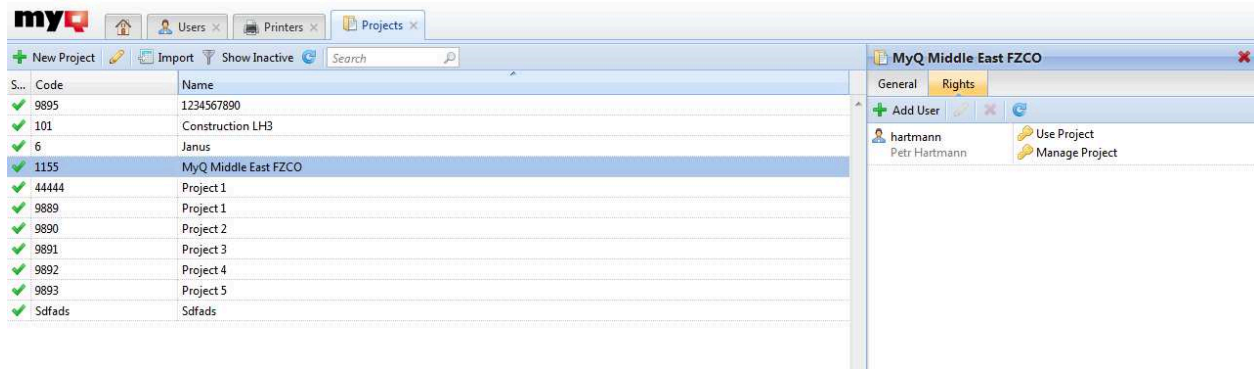 myQ
Users
Printers
Projects
New Project Import Show Inactive Search
S... Code Name
9895 1234567890
101 Construction LH3
6 Janus
1155 MyQ Middle East FZCO
44444 Project 1
9889 Project 1
9890 Project 2
9891 Project 3
9892 Project 4
9893 Project 5
Sdfads Sdfads
MyQ Middle East FZCO
General Rights
Add User
hartmann Use Project
Petr Hartmann Manage Project